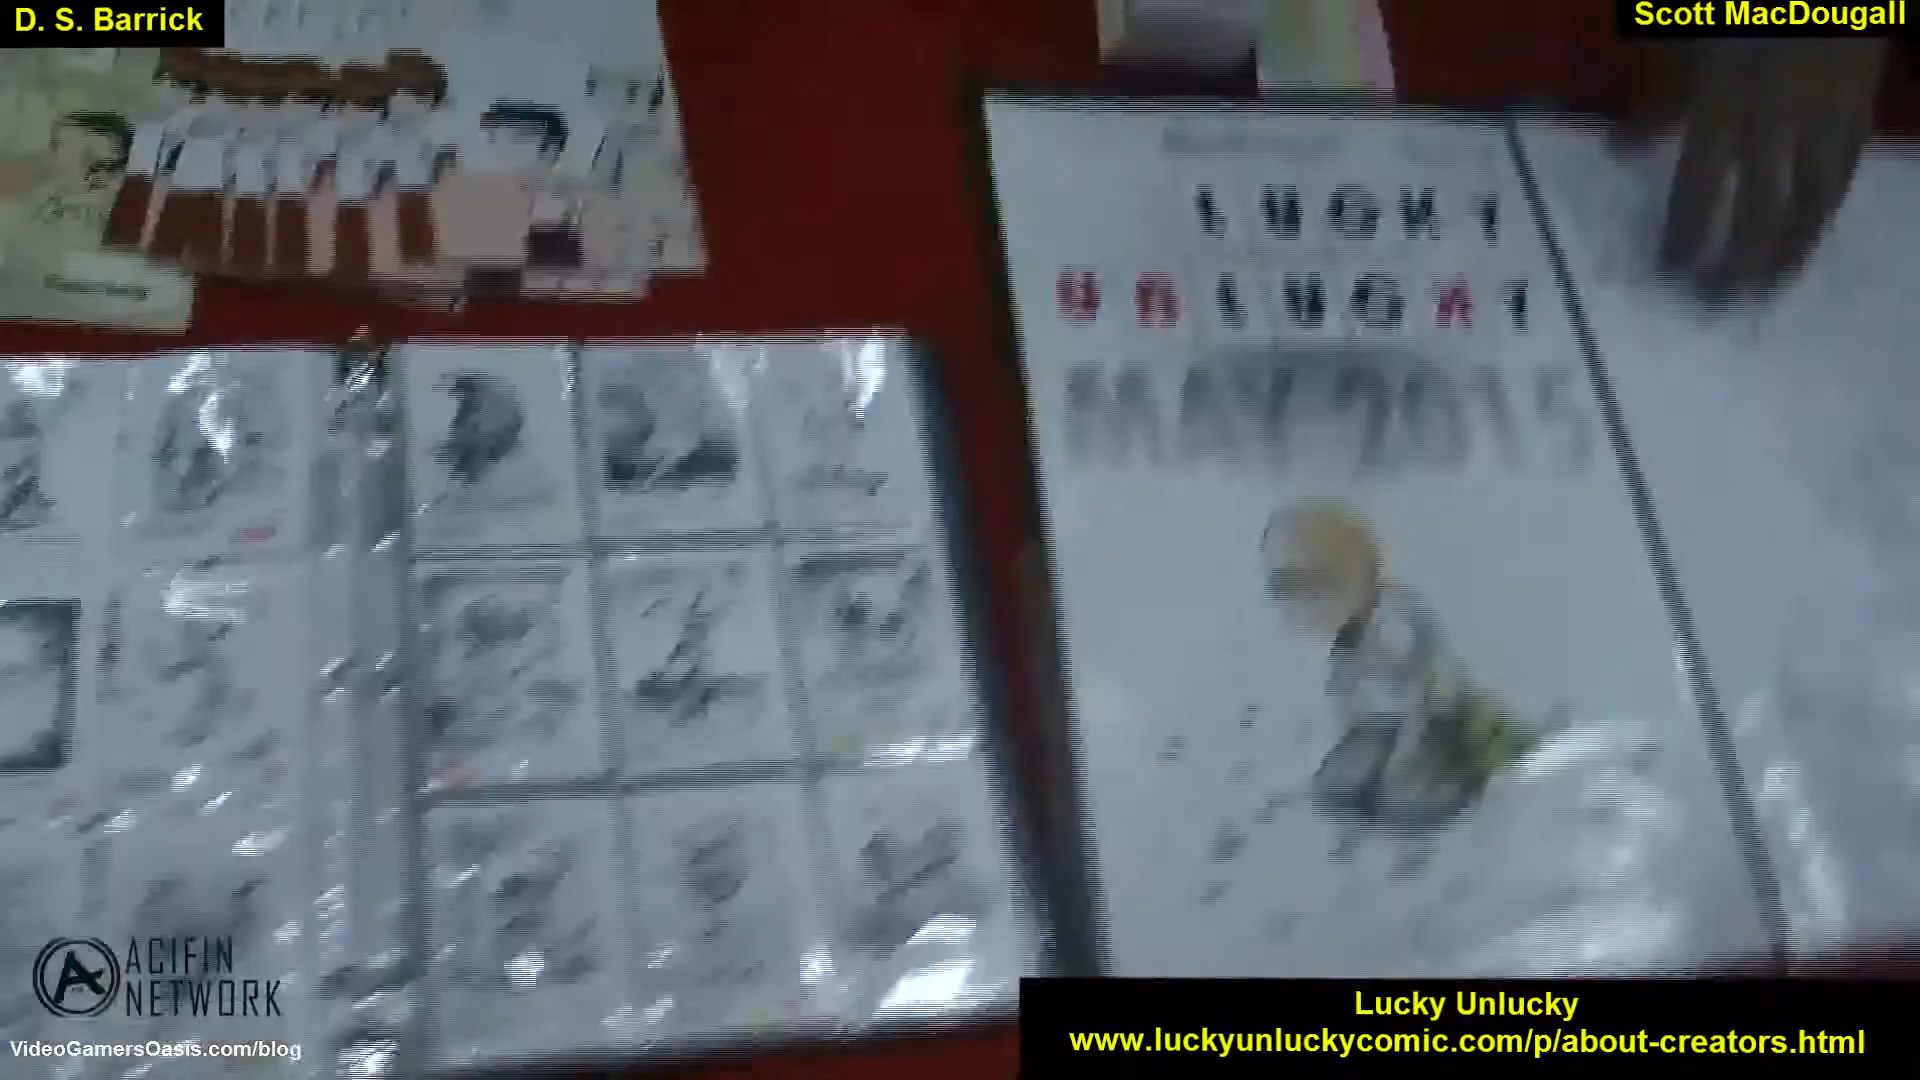 D. S. Barrick
Scott MacDougall
LUCKY
UNLUCKY
MAY 2015
ACIFIN
NETWORK
VideoGamersOasis.com/blog
Lucky Unlucky
www.luckyunluckycomic.com/p/about-creators.html